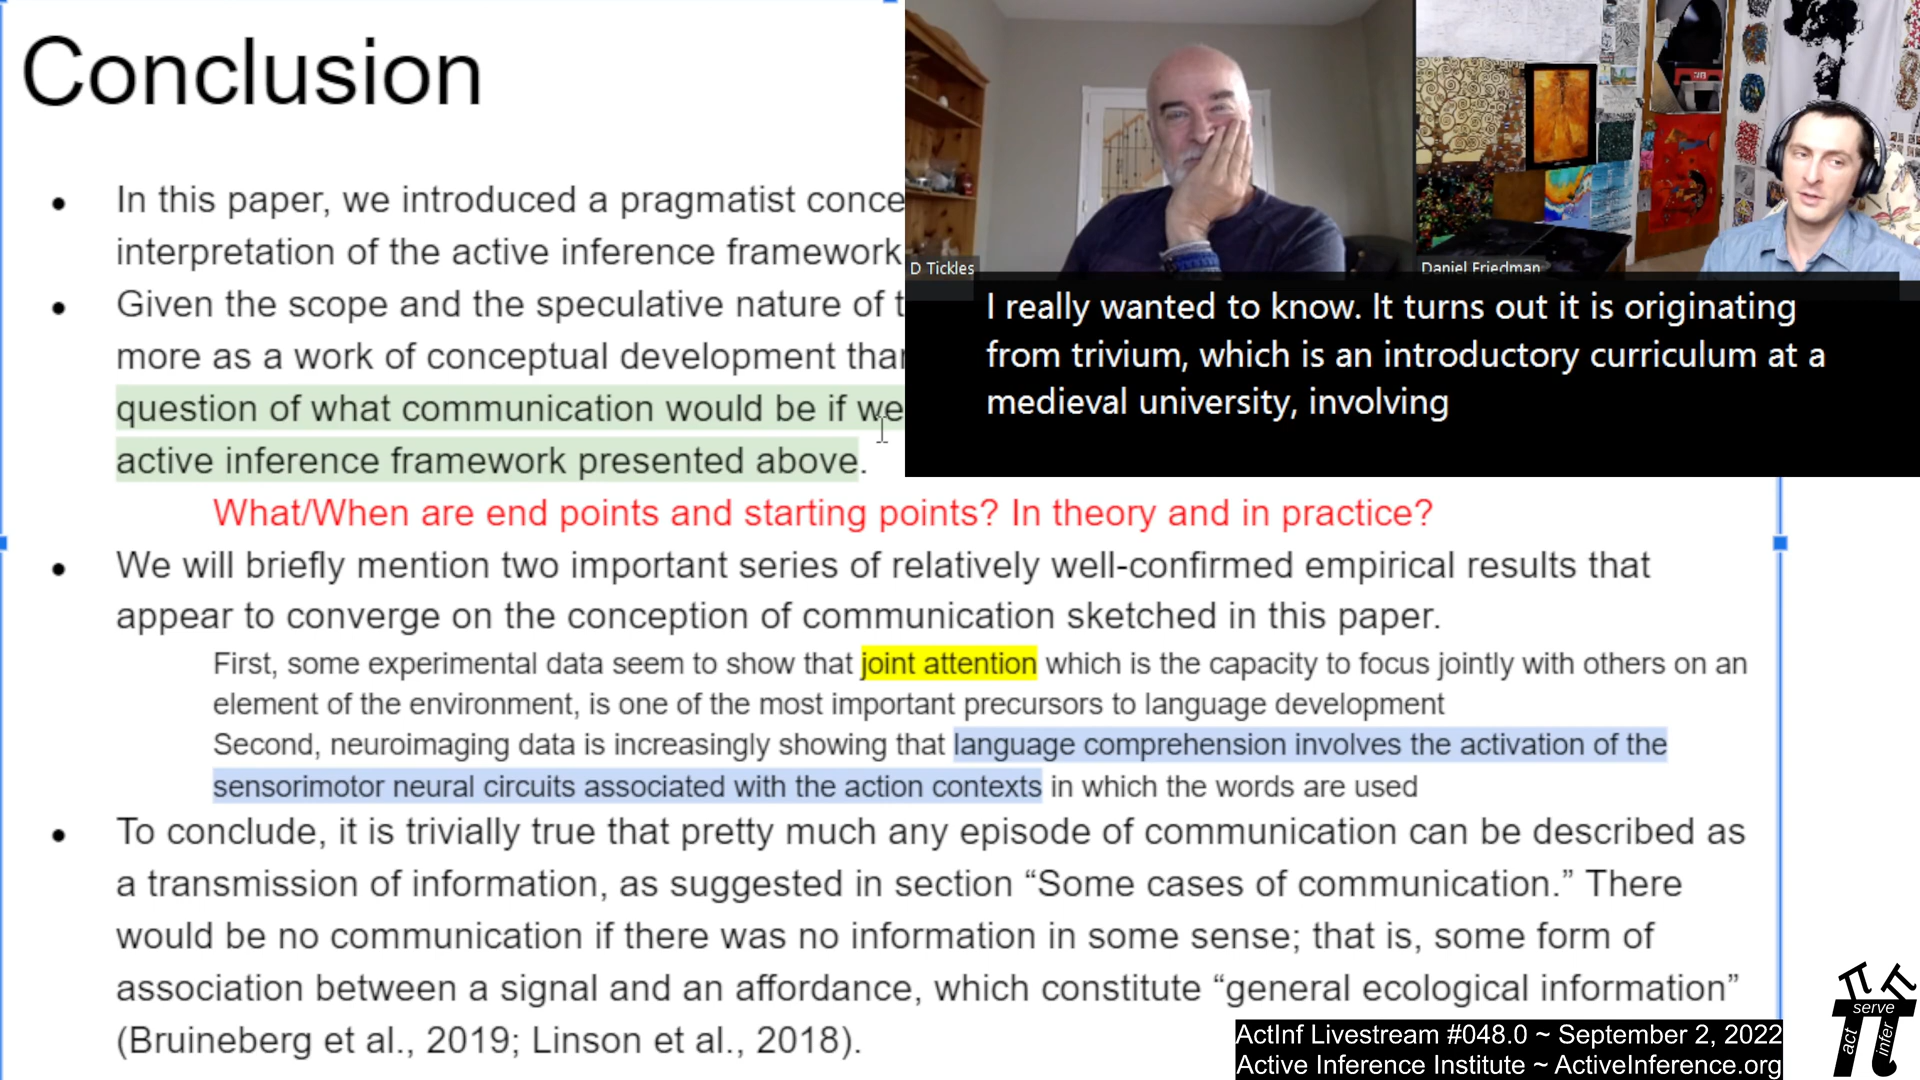 Conclusion
In this paper, we introduced a pragmatist conce
interpretation of the active inference framework
Given the scope and the speculative nature of t
more as a work of conceptual development than
question of what communication would be if we
active inference framework presented above.
What/When are end points and starting points? In theory and in practice?
We will briefly mention two important series of relatively well-confirmed empirical results that
appear to converge on the conception of communication sketched in this paper.
First, some experimental data seem to show that joint attention which is the capacity to focus jointly with others on an
element of the environment, is one of the most important precursors to language development
Second, neuroimaging data is increasingly showing that language comprehension involves the activation of the
sensorimotor neural circuits associated with the action contexts in which the words are used
To conclude, it is trivially true that pretty much any episode of communication can be described as
a transmission of information, as suggested in section “Some cases of communication.” There
would be no communication if there was no information in some sense; that is, some form of
association between a signal and an affordance, which constitute “general ecological information”
(Bruineberg et al., 2019; Linson et al., 2018).
D Tickles
Daniel Friedman
I really wanted to know. It turns out it is originating
from trivium, which is an introductory curriculum at a
medieval university, involving
ActInf Livestream #048.0 ~ September 2, 2022
Active Inference Institute ~ ActiveInference.org
serve
act
infer